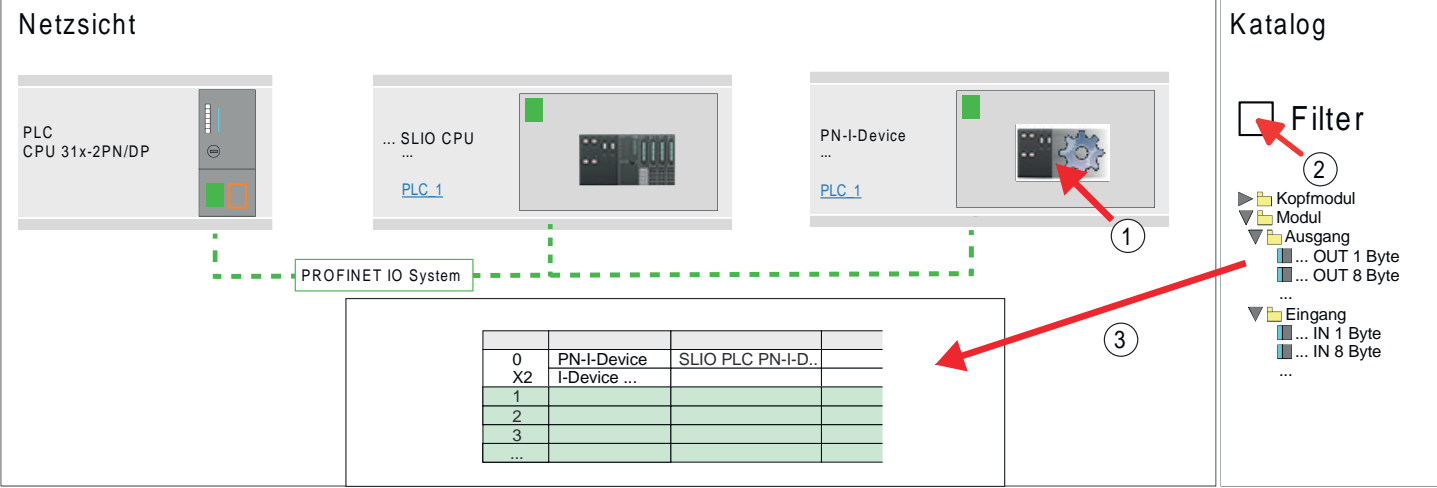 Netzsicht
PLC
CPU 31x-2PN/DP
... SLIO CPU
...
PLC_1
PN-I-Device
...
PLC_1
PROFINET IO System
1
0 PN-I-Device SLIO PLC PN-I-D..
X2 I-Device ...
1
2
3
...
3
Katalog
Filter
2
Kopfmodul
Modul
Ausgang
... OUT 1 Byte
... OUT 8 Byte
...
Eingang
... IN 1 Byte
... IN 8 Byte
...